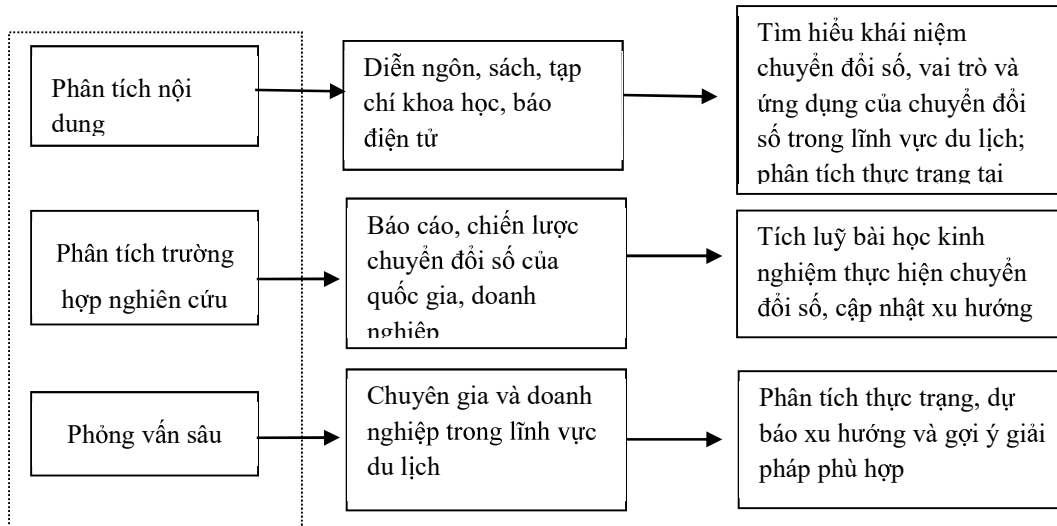 Phân tích nội
dung
Diễn ngôn, sách, tạp
chí khoa học, báo
điện tử
Tìm hiểu khái niệm
chuyển đổi số, vai trò và
ứng dụng của chuyển đổi
số trong lĩnh vực du lịch;
phân tích thực trạng tại
Phân tích trường
hợp nghiên cứu
Báo cáo, chiến lược
chuyển đổi số của
quốc gia, doanh
nghiệp
Tích luỹ bài học kinh
nghiệm thực hiện chuyển
đổi số, cập nhật xu hướng
Phỏng vấn sâu
Chuyên gia và doanh
nghiệp trong lĩnh vực
du lịch
Phân tích thực trạng, dự
báo xu hướng và gợi ý giải
pháp phù hợp